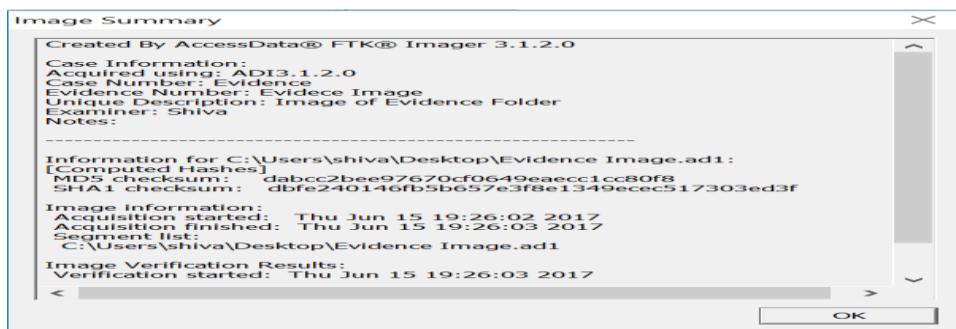 Image Summary
Created By AccessData® FTK® Imager 3.1.2.0
Case Information:
Acquired using: ADI3.1.2.0
Case Number: Evidence
Evidence Number: Evidece Image
Unique Description: Image of Evidence Folder
Examiner: Shiva
Notes:
--------------------------------------------------------------
Information for C:\Users\shiva\Desktop\Evidence Image.ad1:
[Computed Hashes]
MD5 checksum: dabcc2bee97670cf0649eaecc1cc80f8
SHA1 checksum: dbfe240146fb5b657e3f8e1349ecec517303ed3f
Image information:
Acquisition started: Thu Jun 15 19:26:02 2017
Acquisition finished: Thu Jun 15 19:26:03 2017
Segment list:
C:\Users\shiva\Desktop\Evidence Image.ad1
Image Verification Results:
Verification started: Thu Jun 15 19:26:03 2017
OK